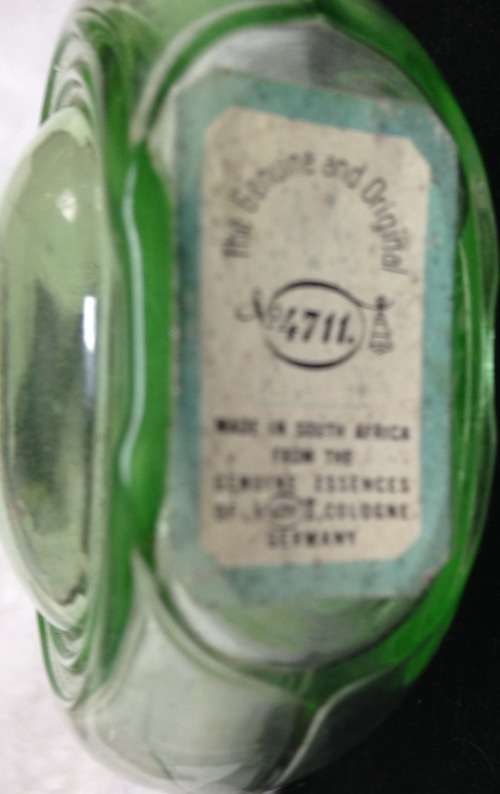 The Genuine and Original
No 4711.
MADE IN SOUTH AFRICA
FROM THE
GENUINE ESSENCES
OF COLOGNE
GERMANY